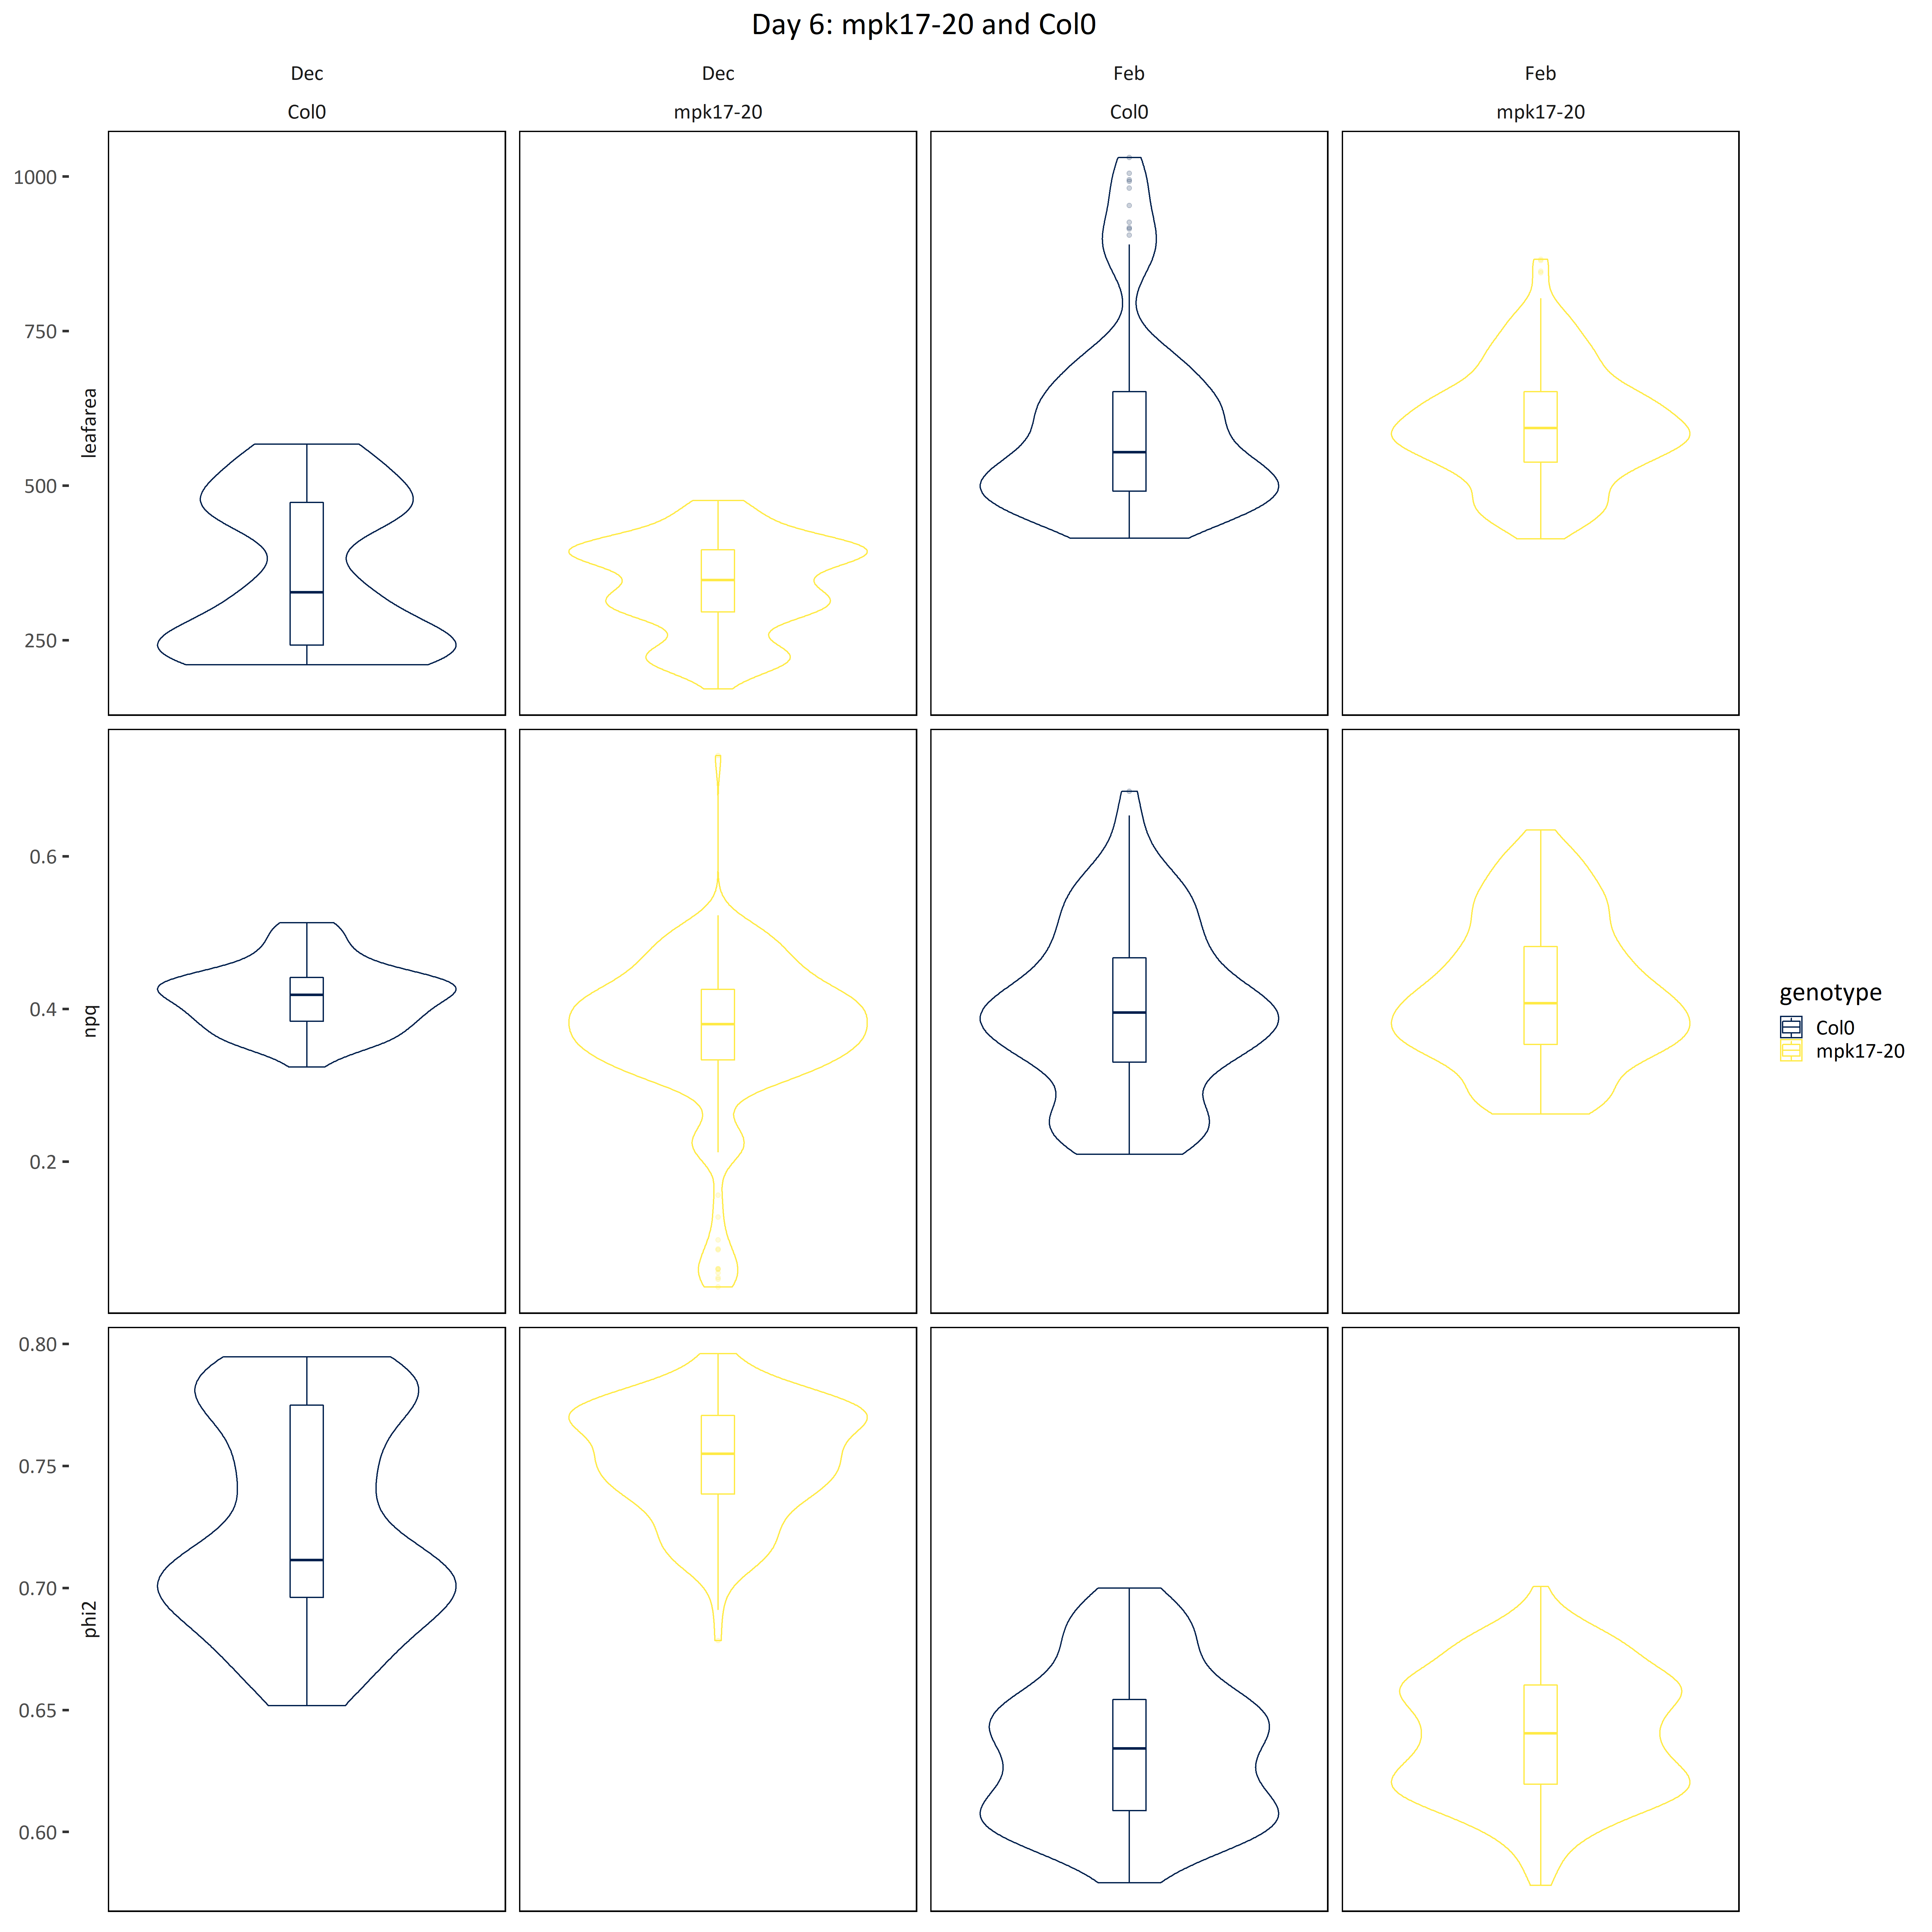 Day 6: mpk17-20 and Col0
Dec Dec Feb Feb
Col0 mpk17-20 Col0 mpk17-20
1000
750
500
250
leafarea
0.6
0.4
0.2
npq
0.80
0.75
0.70
0.65
0.60
phi2
genotype
Col0
mpk17-20